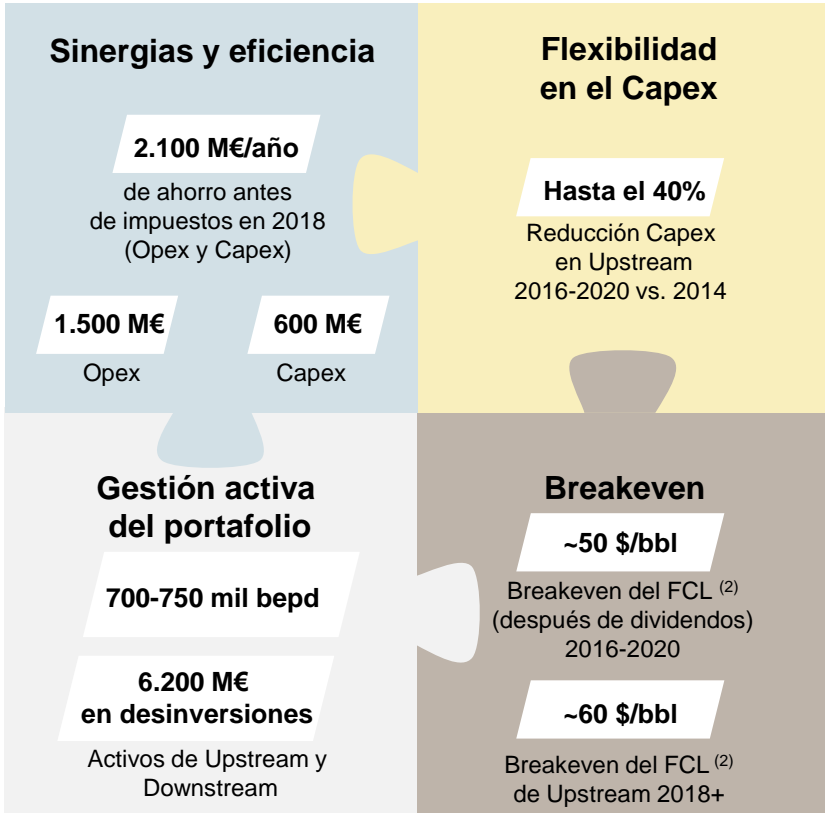 Sinergias y eficiencia
2.100 M€/año
de ahorro antes
de impuestos en 2018
(Opex y Capex)
1.500 M€
Opex
600 M€
Capex
Flexibilidad
en el Capex
Hasta el 40%
Reducción Capex
en Upstream
2016-2020 vs. 2014
Gestión activa
del portafolio
700-750 mil bepd
6.200 M€
en desinversiones
Activos de Upstream y
Downstream
Breakeven
~50 $/bbl
Breakeven del FCL (2)
(después de dividendos)
2016-2020
~60 $/bbl
Breakeven del FCL (2)
de Upstream 2018+